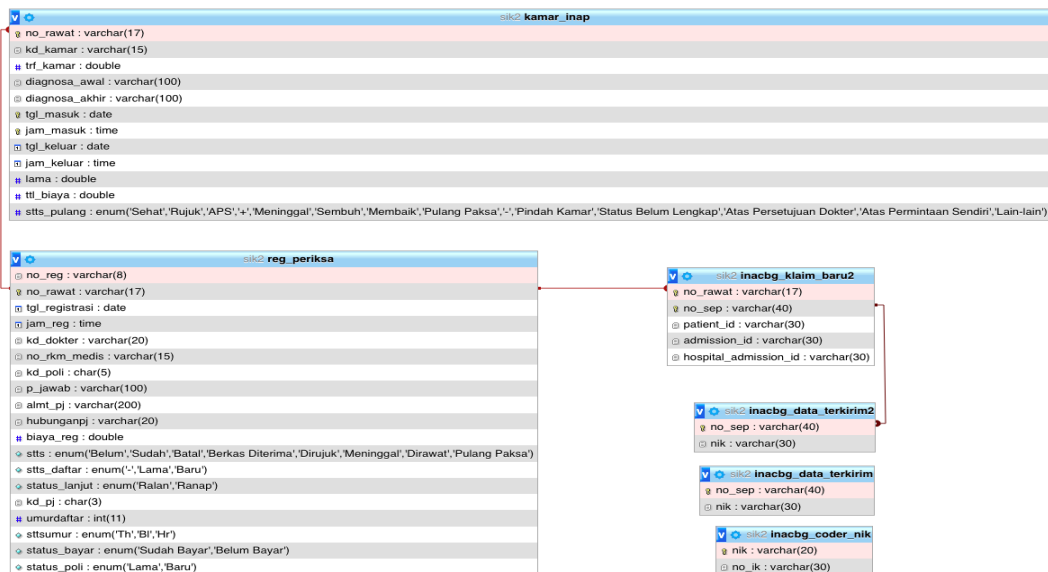 sik2 kamar_inap
no_rawat : varchar(17)
kd_kamar : varchar(15)
# trf_kamar : double
diagnosa_awal : varchar(100)
diagnosa_akhir : varchar(100)
tgl_masuk : date
jam_masuk : time
tgl_keluar : date
jam_keluar : time
# lama : double
# ttl_biaya : double
# stts_pulang : enum('Sehat','Rujuk','APS','+','Meninggal','Sembuh','Membaik','Pulang Paksa','-','Pindah Kamar','Status Belum Lengkap','Atas Persetujuan Dokter','Atas Permintaan Sendiri','Lain-lain')
sik2 reg_periksa
no_reg : varchar(8)
no_rawat : varchar(17)
tgl_registrasi : date
jam_reg : time
kd_dokter : varchar(20)
no_rkm_medis : varchar(15)
kd_poli : char(5)
p_jawab : varchar(100)
almt_pj : varchar(200)
hubunganpj : varchar(20)
# biaya_reg : double
stts : enum('Belum','Sudah','Batal','Berkas Diterima','Dirujuk','Meninggal','Dirawat','Pulang Paksa')
stts_daftar : enum('-','Lama','Baru')
status_lanjut : enum('Ralan','Ranap')
kd_pj : char(3)
# umurdaftar : int(11)
sttsumur : enum('Th','Bl','Hr')
status_bayar : enum('Sudah Bayar','Belum Bayar')
status_poli : enum('Lama','Baru')
sik2 inacbg_klaim_baru2
no_rawat : varchar(17)
no_sep : varchar(40)
patient_id : varchar(30)
admission_id : varchar(30)
hospital_admission_id : varchar(30)
sik2 inacbg_data_terkirim2
no_sep : varchar(40)
nik : varchar(30)
sik2 inacbg_data_terkirim
no_sep : varchar(40)
nik : varchar(30)
sik2 inacbg_coder_nik
nik : varchar(20)
no_ik : varchar(30)